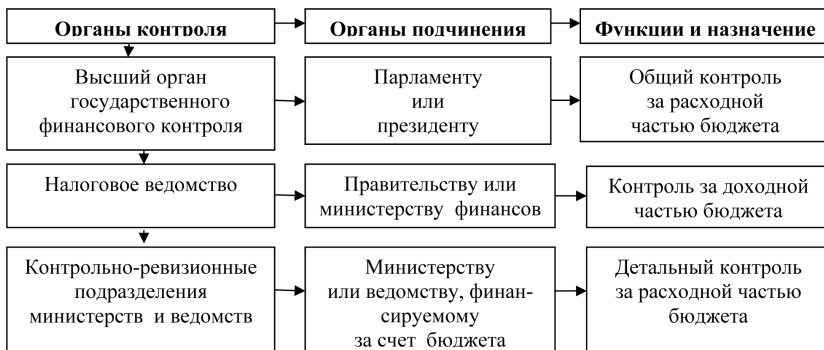 Органы контроля
Органы подчинения
Функции и назначение
Высший орган
государственного
финансового контроля
Парламенту
или
президенту
Общий контроль
за расходной
частью бюджета
Налоговое ведомство
Правительству или
министерству финансов
Контроль за доходной
частью бюджета
Контрольно-ревизионные
подразделения
министерств и ведомств
Министерству
или ведомству, финан-
сируемому
за счет бюджета
Детальный контроль
за расходной частью
бюджета